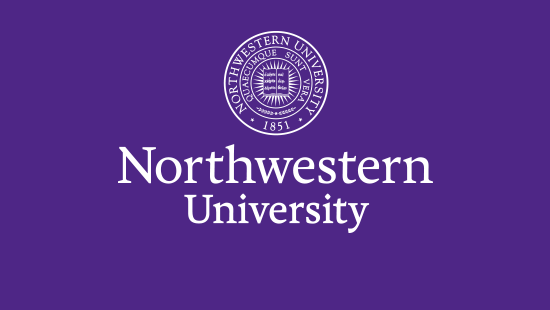 NORTHWESTERN UNIVERSITY
QUAECUMQUE SUNT VERA
1851
Northwestern
University